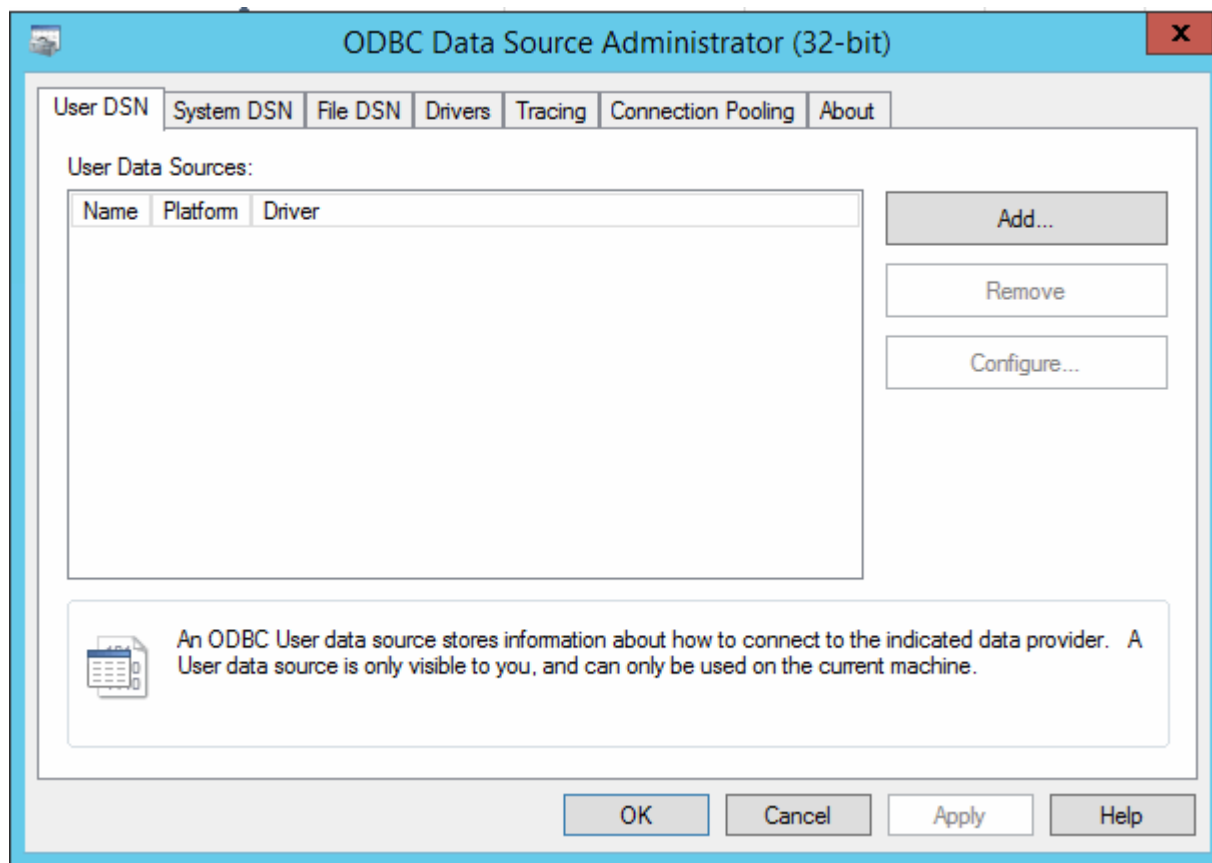 ODBC Data Source Administrator (32-bit)
x
User DSN System DSN File DSN Drivers Tracing Connection Pooling About
User Data Sources:
Name Platform Driver
Add...
Remove
Configure...
An ODBC User data source stores information about how to connect to the indicated data provider. A
User data source is only visible to you, and can only be used on the current machine.
OK Cancel Apply Help